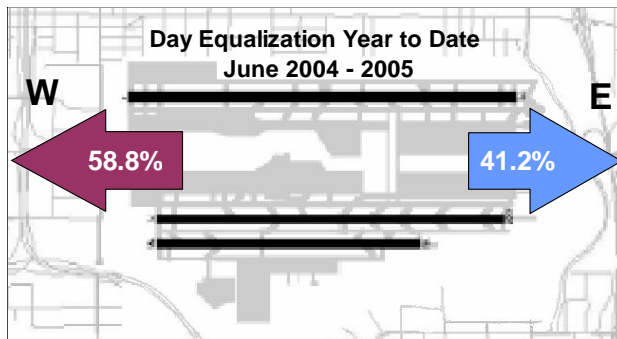 Day Equalization Year to Date
June 2004 - 2005
W
E
58.8%
41.2%